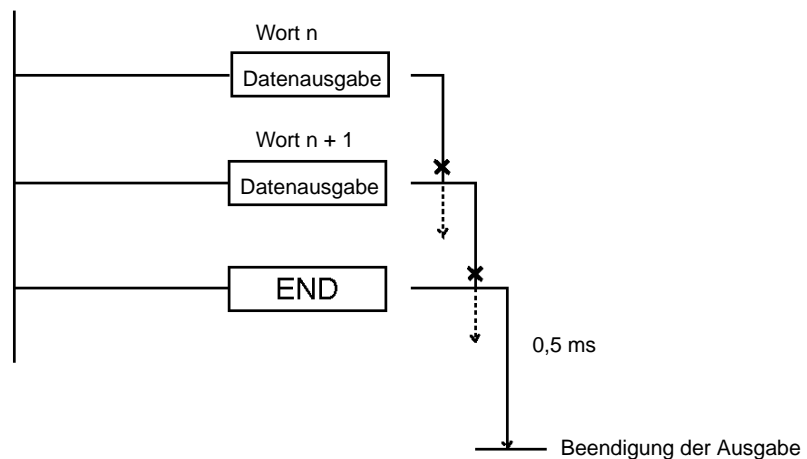 Wort n
Datenausgabe
Wort n + 1
Datenausgabe
END
0,5 ms
Beendigung der Ausgabe